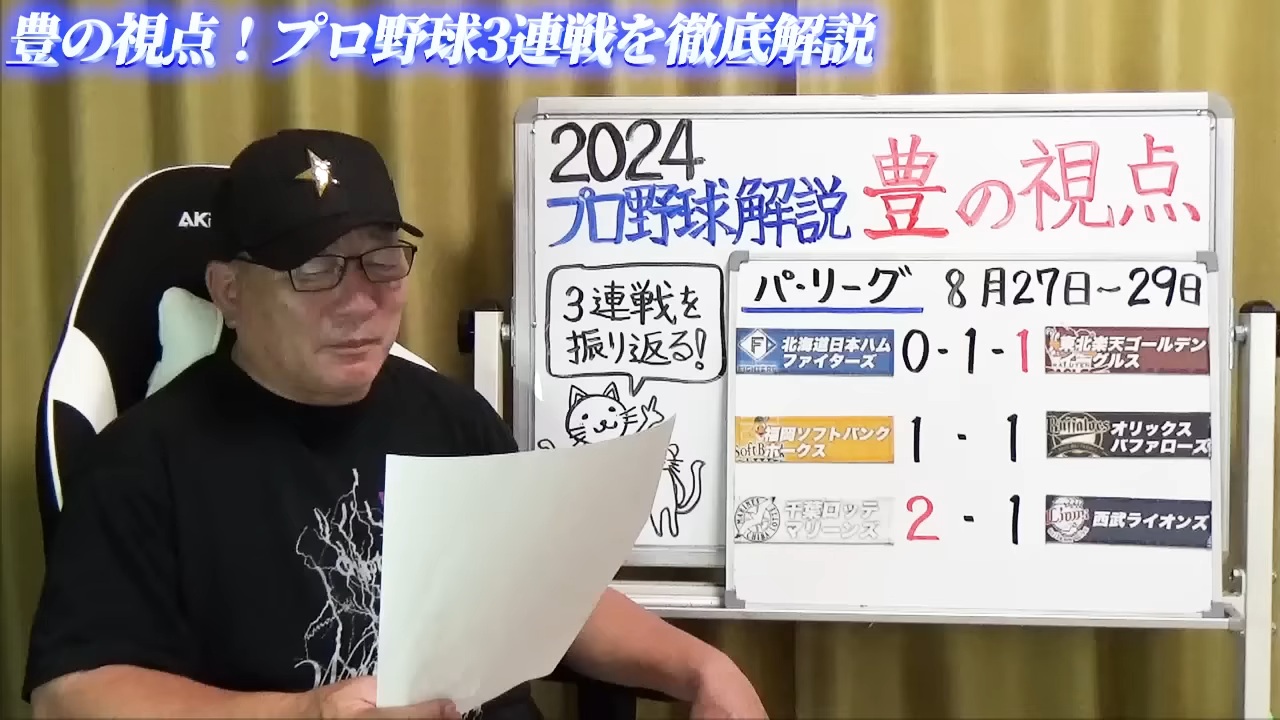 豊の視点！プロ野球3連戦を徹底解説
AKi
2024
プロ野球解説 豊の視点
3連戦を
振り返る!
パ・リーグ 8月27日～29日
北海道日本ハム
ファイターズ
FIGHTERS
0-1-1
東北楽天ゴールデン
イーグルス
福岡ソフトバンク
ホークス
1-1
Buffaloes
オリックス
バファローズ
千葉ロッテ
マリーンズ
2-1
Lions
西武ライオンズ